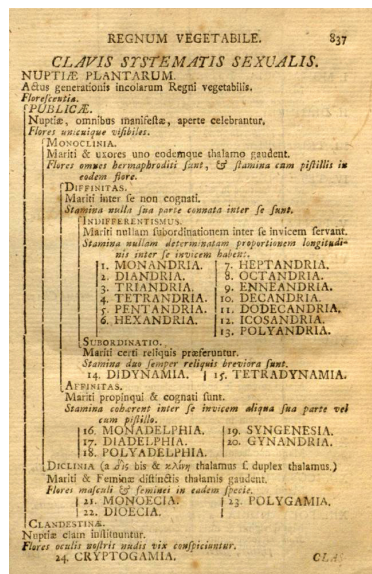 REGNUM VEGETABILE. 837
CLAVIS SYSTEMATIS SEXUALIS.
NUPTIÆ PLANTARUM.
Actus generationis incolarum Regni vegetabilis.
Florescentia.
PUBLICÆ.
Nuptiæ, omnibus manifestæ, aperte celebrantur,
Flores unicuique visibiles.
MONOCLINIA.
Mariti & uxores uno eodemque thalamo gaudent.
Flores omnes hermaphroditi sunt, & stamina cum pistillis in
eodem flore.
DIFFINITAS.
Mariti inter se non cognati.
Stamina nulla sua parte connata inter se sunt.
INDIFFERENTISMUS.
Mariti nullam subordinationem inter se invicem servant.
Stamina nullam determinatam proportionem longitudi-
nis inter se invicem habent.
1. MONANDRIA. 7. HEPTANDRIA.
2. DIANDRIA. 8. OCTANDRIA.
3. TRIANDRIA. 9. ENNEANDRIA.
4. TETRANDRIA. 10. DECANDRIA.
5. PENTANDRIA. 11. DODECANDRIA.
6. HEXANDRIA. 12. ICOSANDRIA.
13. POLYANDRIA.
SUBORDINATIO.
Mariti certi reliquis præferuntur.
Stamina duo semper reliquis breviora sunt.
14. DIDYNAMIA. 15. TETRADYNAMIA.
AFFINITAS.
Mariti propinqui & cognati sunt.
Stamina cohærent inter se invicem aliqua sua parte vel
cum pistillo.
16. MONADELPHIA. 19. SYNGENESIA.
17. DIADELPHIA. 20. GYNANDRIA.
18. POLYADELPHIA.
DICLINIA (a δὶς bis & κλίνη thalamus s. duplex thalamus.)
Mariti & Feminæ distinctis thalamis gaudent.
Flores masculi & feminei in eadem specie.
21. MONOECIA. 23. POLYGAMIA.
22. DIOECIA.
CLANDESTINÆ.
Nuptiæ clam instituuntur.
Flores oculis nostris nudis vix conspiciuntur.
24. CRYPTOGAMIA.
CLAS